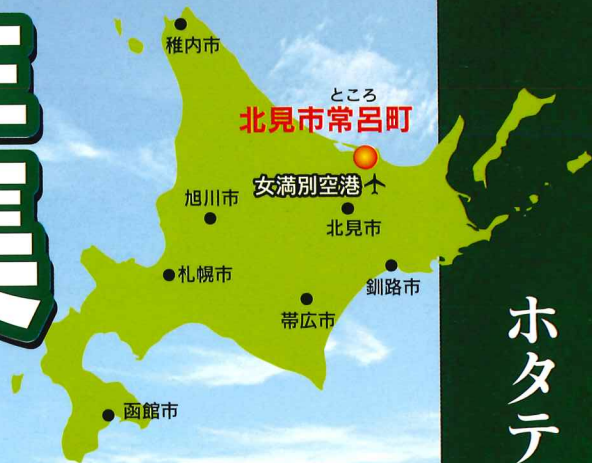 稚内市
ところ
北見市常呂町
女満別空港
旭川市
北見市
札幌市
釧路市
帯広市
函館市
ホタテ